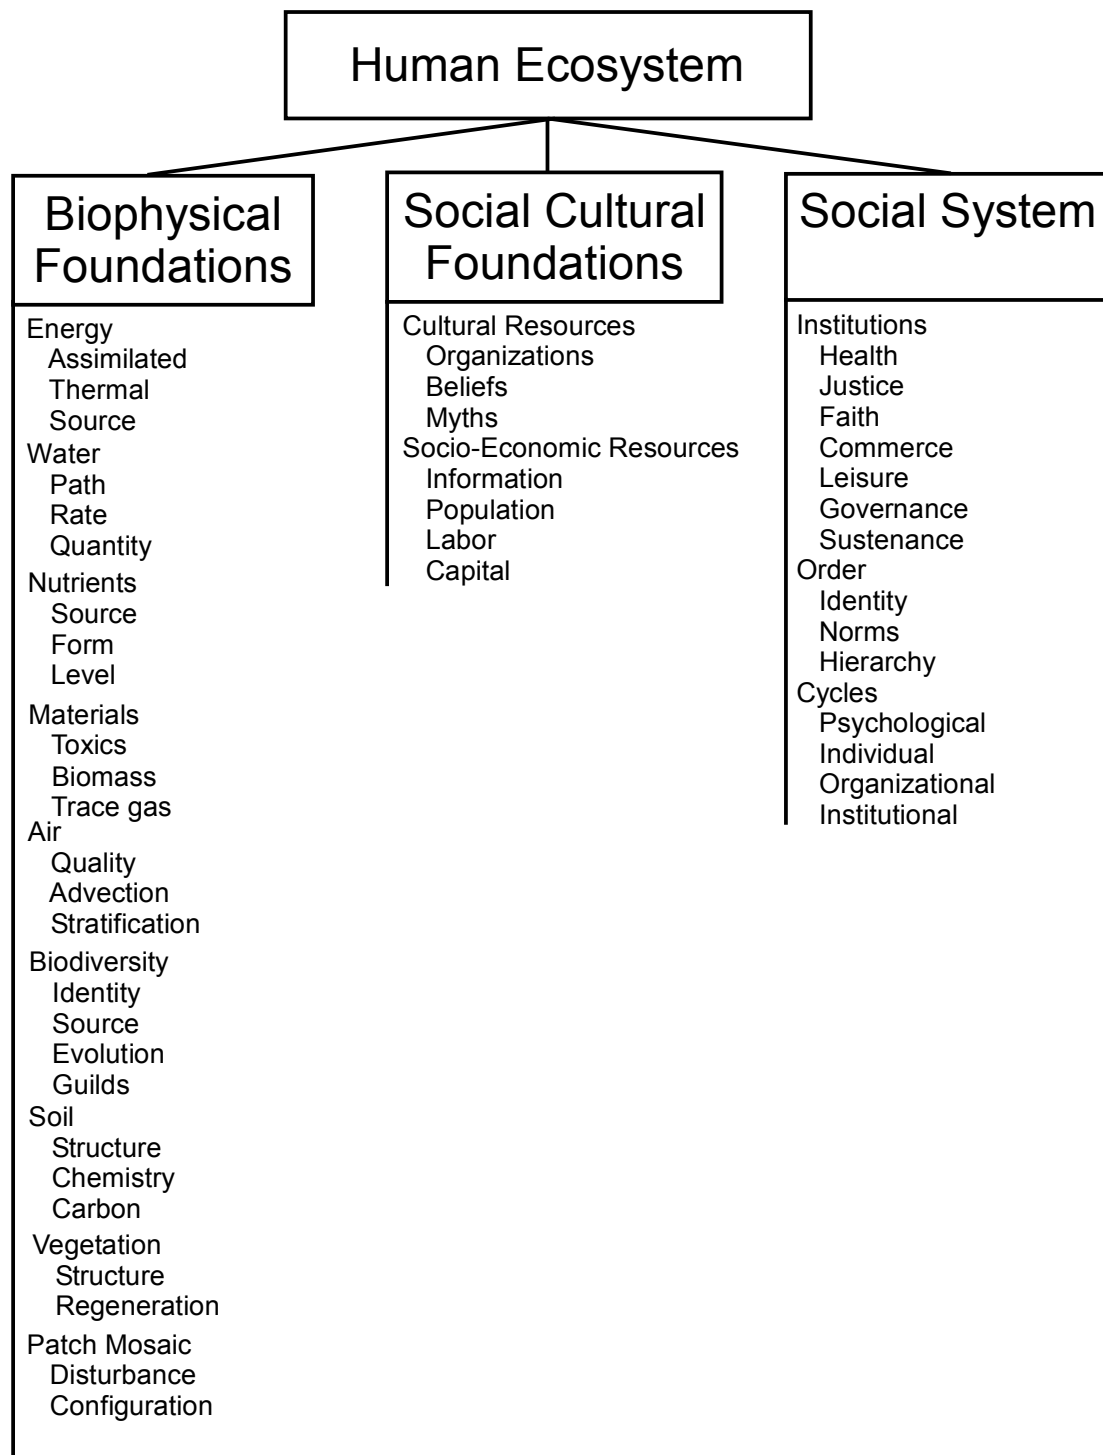 Human Ecosystem
Biophysical
Foundations
Energy
Assimilated
Thermal
Source
Water
Path
Rate
Quantity
Nutrients
Source
Form
Level
Materials
Toxics
Biomass
Trace gas
Air
Quality
Advection
Stratification
Biodiversity
Identity
Source
Evolution
Guilds
Soil
Structure
Chemistry
Carbon
Vegetation
Structure
Regeneration
Patch Mosaic
Disturbance
Configuration
Social Cultural
Foundations
Cultural Resources
Organizations
Beliefs
Myths
Socio-Economic Resources
Information
Population
Labor
Capital
Social System
Institutions
Health
Justice
Faith
Commerce
Leisure
Governance
Sustenance
Order
Identity
Norms
Hierarchy
Cycles
Psychological
Individual
Organizational
Institutional